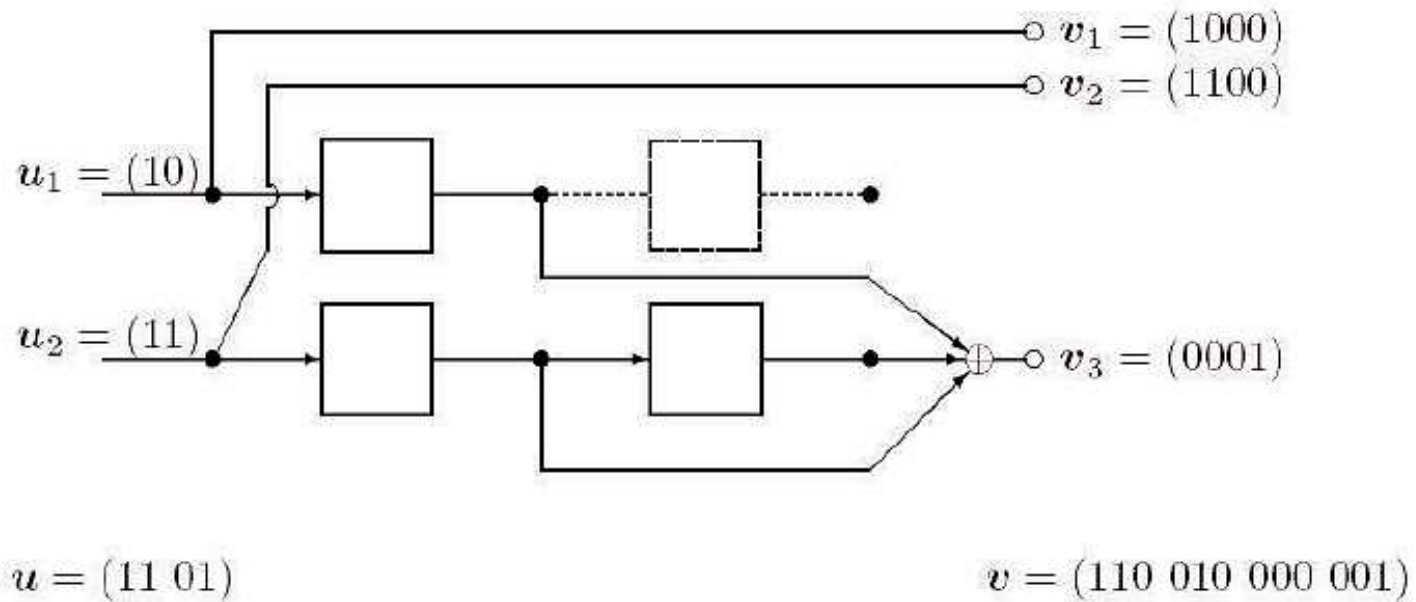 v₁ = (1000)
v₂ = (1100)
u₁ = (10)
u₂ = (11)
v₃ = (0001)
u = (11 01)
v = (110 010 000 001)